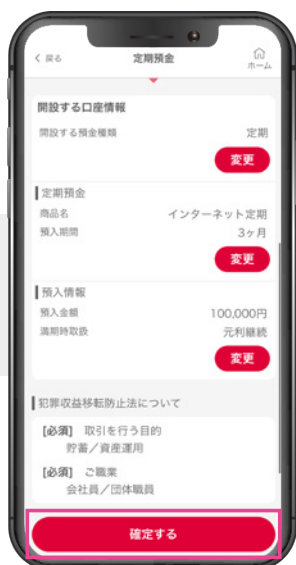 戻る 定期預金 ホーム
開設する口座情報
開設する預金種類 定期
変更
定期預金
商品名 インターネット定期
預入期間 3ヶ月
変更
預入情報
預入金額 100,000円
満期時取扱 元利継続
変更
犯罪収益移転防止法について
【必須】 取引を行う目的
貯蓄／資産運用
【必須】 ご職業
会社員／団体職員
確定する